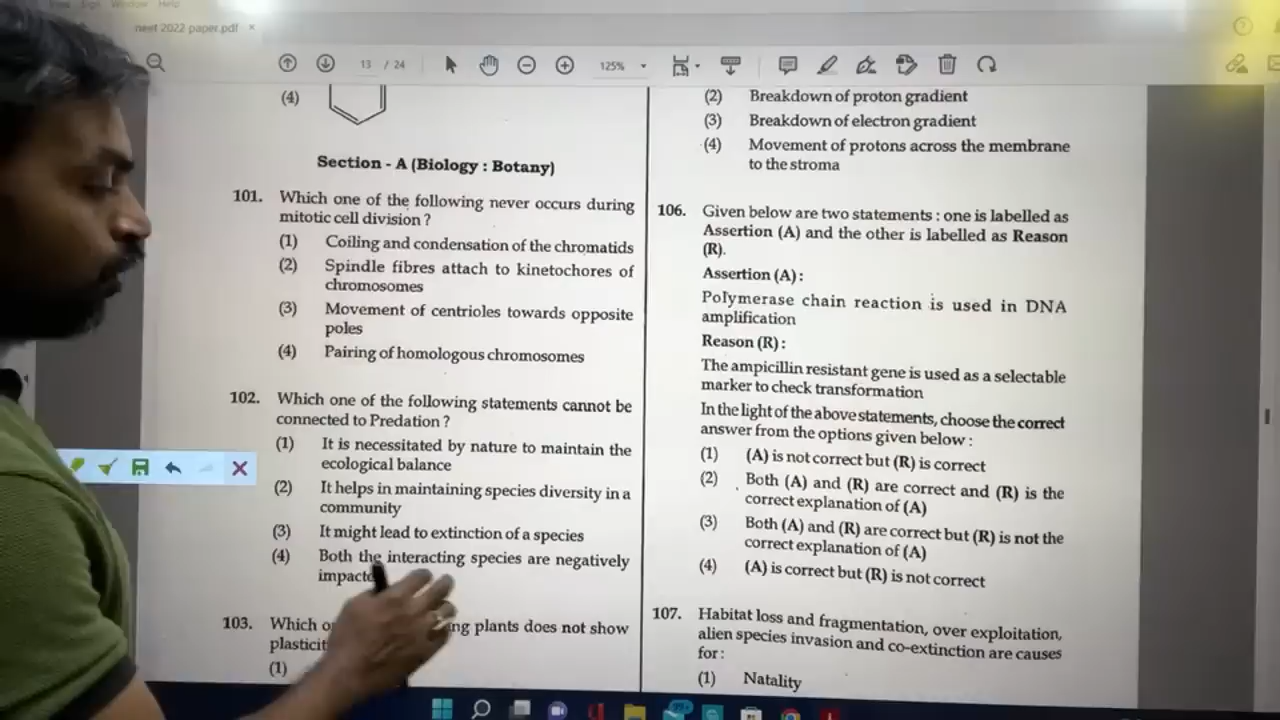 neet 2022 paper.pdf ×
13 / 24
125%
(4)
Section - A (Biology : Botany)
101. Which one of the following never occurs during
mitotic cell division ?
(1) Coiling and condensation of the chromatids
(2) Spindle fibres attach to kinetochores of
chromosomes
(3) Movement of centrioles towards opposite
poles
(4) Pairing of homologous chromosomes
102. Which one of the following statements cannot be
connected to Predation ?
(1) It is necessitated by nature to maintain the
ecological balance
(2) It helps in maintaining species diversity in a
community
(3) It might lead to extinction of a species
(4) Both the interacting species are negatively
103. Which plants does not show
(1)
(2) Breakdown of proton gradient
(3) Breakdown of electron gradient
(4) Movement of protons across the membrane
to the stroma
106. Given below are two statements : one is labelled as
Assertion (A) and the other is labelled as Reason
(R).
Assertion (A) :
Polymerase chain reaction is used in DNA
amplification
Reason (R) :
The ampicillin resistant gene is used as a selectable
marker to check transformation
In the light of the above statements, choose the correct
answer from the options given below :
(1) (A) is not correct but (R) is correct
(2) Both (A) and (R) are correct and (R) is the
correct explanation of (A)
(3) Both (A) and (R) are correct but (R) is not the
correct explanation of (A)
(4) (A) is correct but (R) is not correct
107. Habitat loss and fragmentation, over exploitation,
alien species invasion and co-extinction are causes
for :
(1) Natality